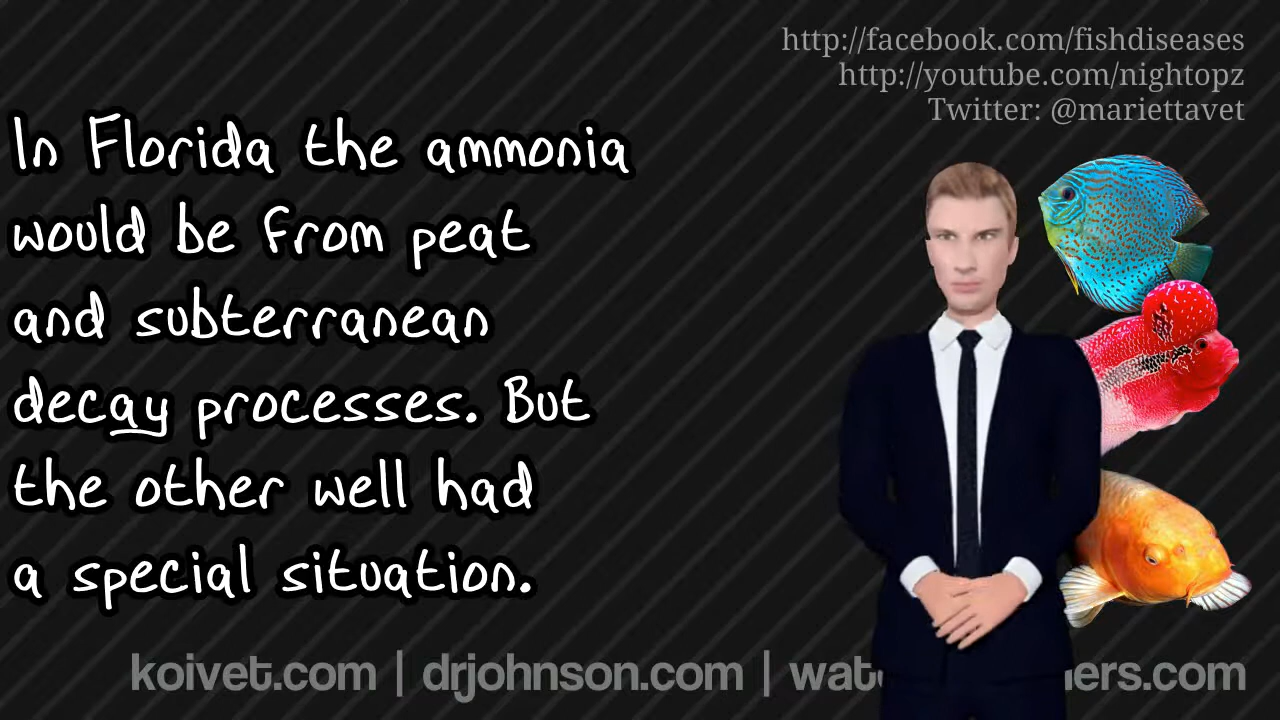 http://facebook.com/fishdiseases
http://youtube.com/nightopz
Twitter: @mariettavet
In Florida the ammonia
would be from peat
and subterranean
decay processes. But
the other well had
a special situation.
koivet.com | drjohnson.com |